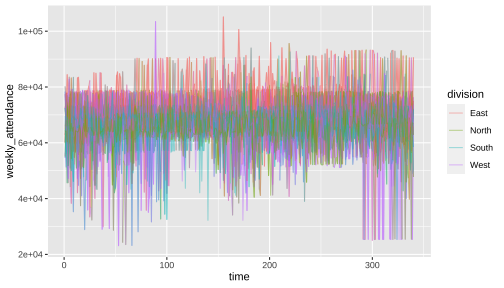 1e+05
8e+04
6e+04
4e+04
2e+04
weekly_attendance
0
100
200
300
time
division
East
North
South
West